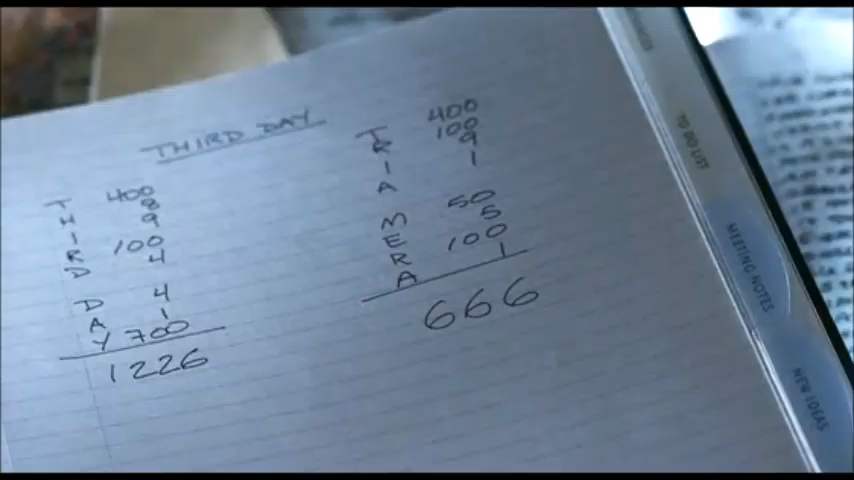 THIRD DAY
T 400
H 8
I 9
R 100
D 4
D 4
A 1
Y 700
1226
T 400
R 100
I 9
A 1
M 50
E 5
R 100
A 1
666
TO DO LIST
MEETING NOTES
NEW IDEAS